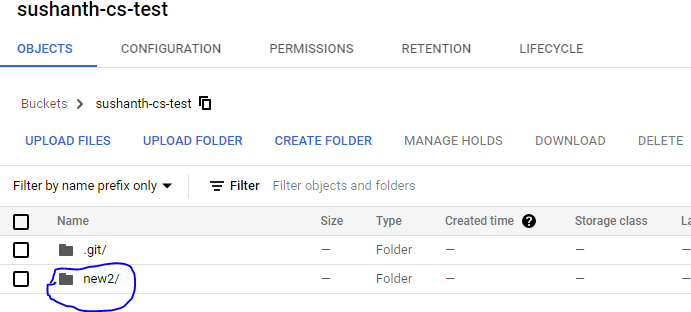 sushanth-cs-test
OBJECTS CONFIGURATION PERMISSIONS RETENTION LIFECYCLE
Buckets > sushanth-cs-test
UPLOAD FILES UPLOAD FOLDER CREATE FOLDER MANAGE HOLDS DOWNLOAD DELETE
Filter by name prefix only Filter Filter objects and folders
Name Size Type Created time ? Storage class La
.git/ — Folder — — —
new2/ — Folder — — —